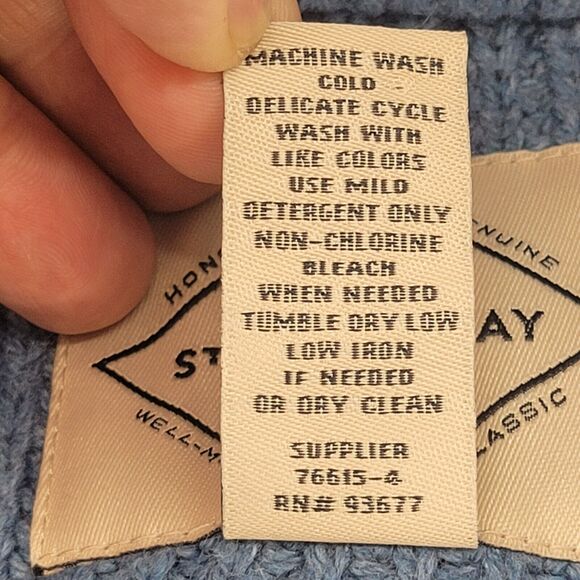 MACHINE WASH
COLD -
DELICATE CYCLE
WASH WITH
LIKE COLORS
USE MILD
DETERGENT ONLY
NON-CHLORINE
BLEACH
WHEN NEEDED
TUMBLE DRY LOW
LOW IRON
IF NEEDED
OR DRY CLEAN
SUPPLIER
76615-4
RN# 93677